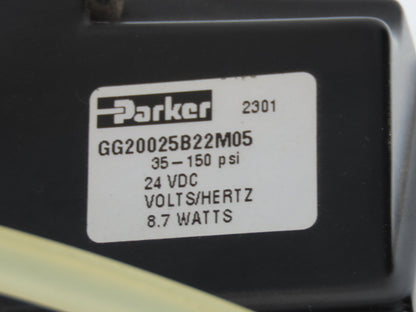 Parker 2301
GG20025B22M05
35-150 psi
24 VDC
VOLTS/HERTZ
8.7 WATTS